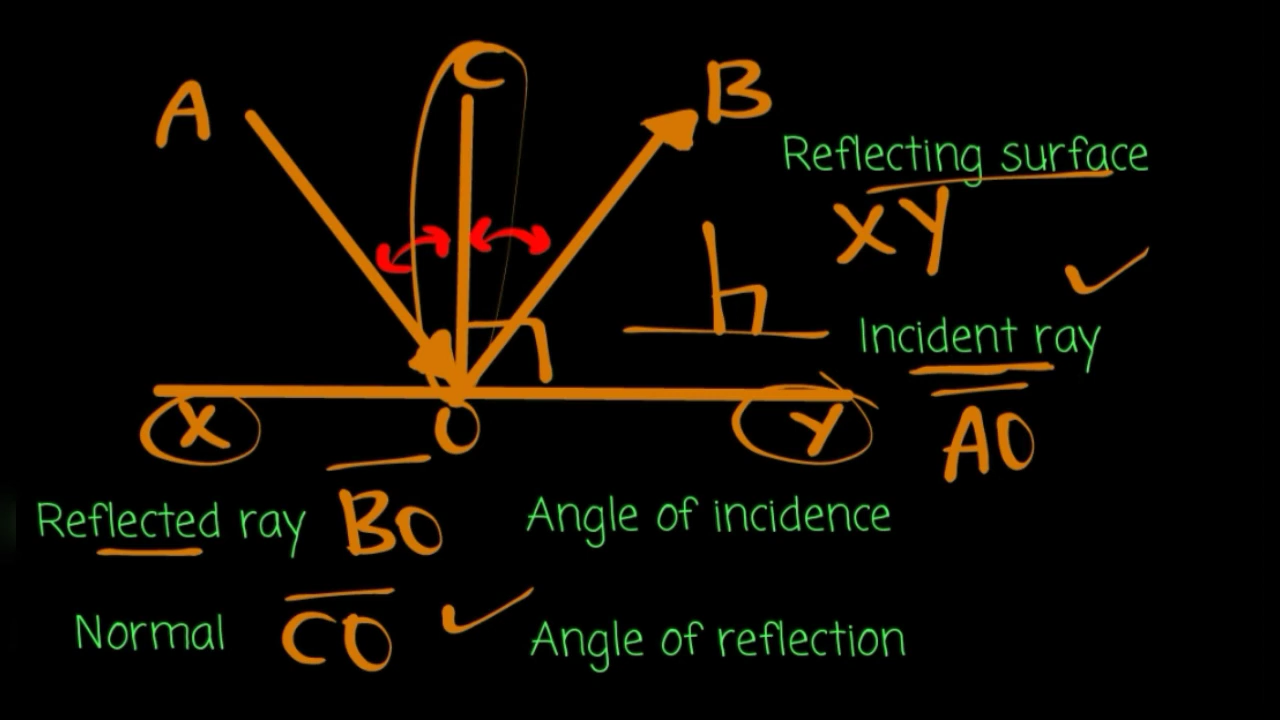 C
A
B
Reflecting surface
XY
Incident ray
X
O
Y
AO
Reflected ray BO
Angle of incidence
Normal CO
Angle of reflection